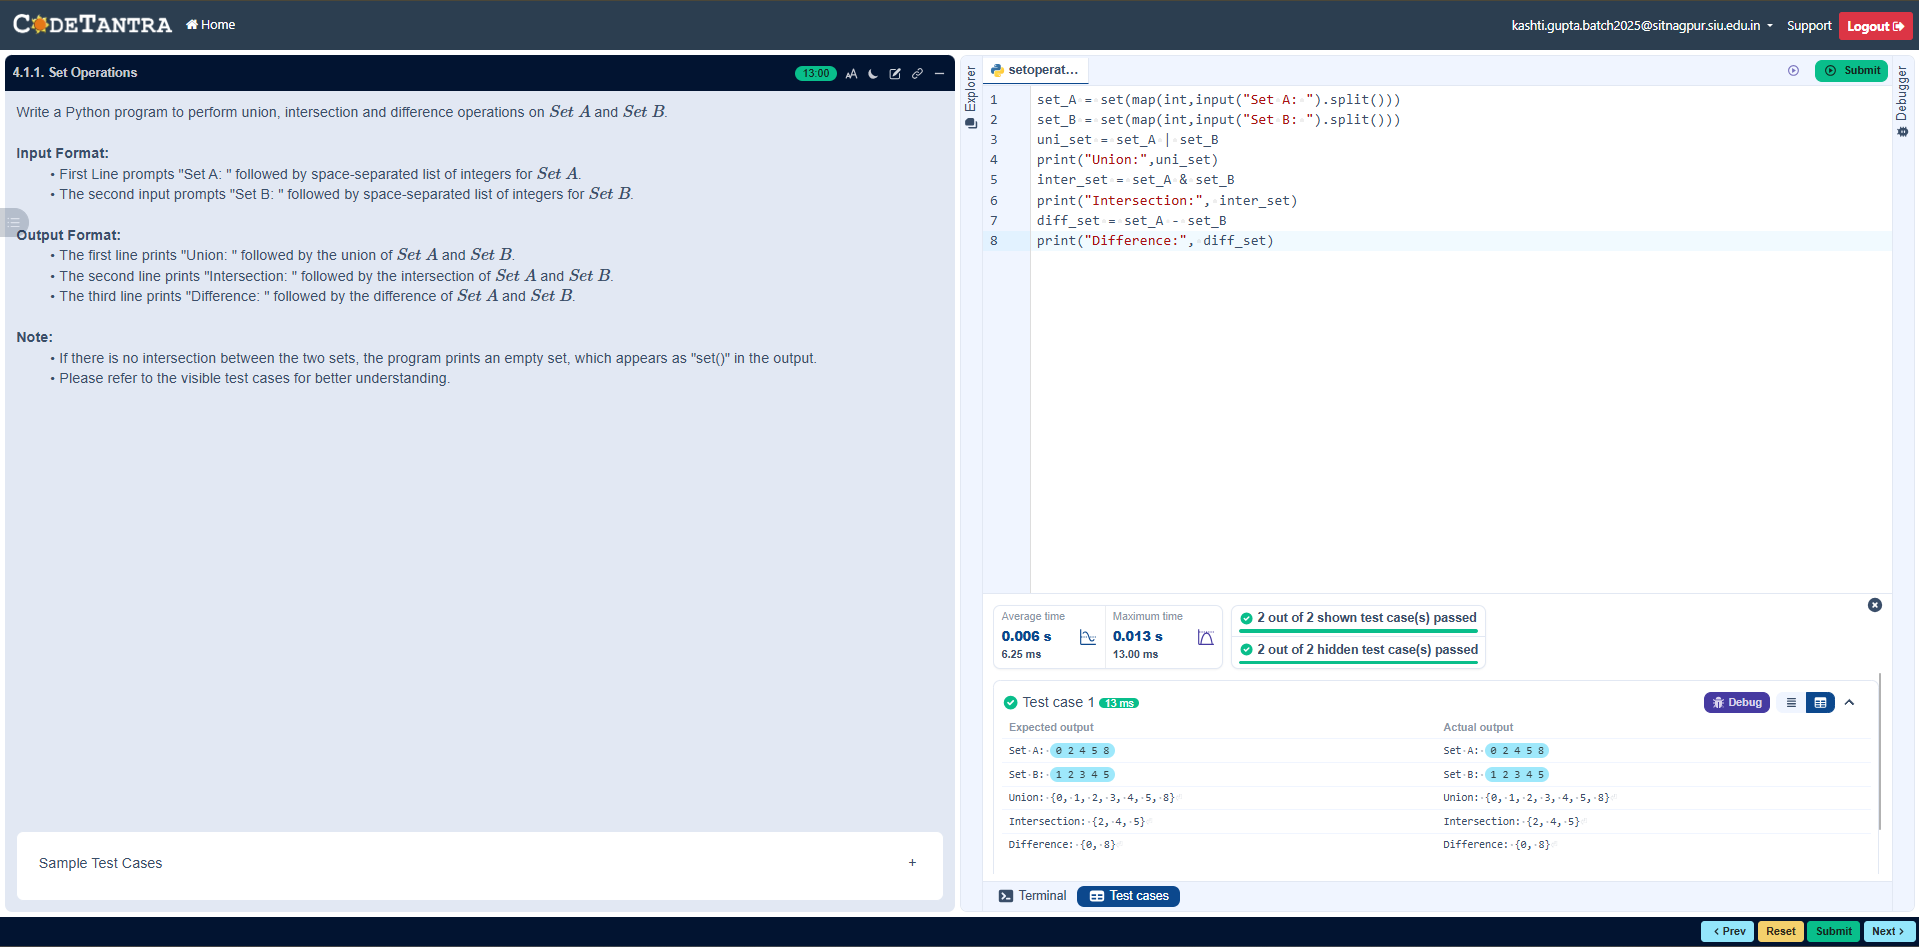 CODETANTRA Home kashti.gupta.batch2025@sitnagpur.siu.edu.in Support Logout
4.1.1. Set Operations 13:00
Write a Python program to perform union, intersection and difference operations on Set A and Set B.
Input Format:
• First Line prompts "Set A: " followed by space-separated list of integers for Set A.
• The second input prompts "Set B: " followed by space-separated list of integers for Set B.
Output Format:
• The first line prints "Union: " followed by the union of Set A and Set B.
• The second line prints "Intersection: " followed by the intersection of Set A and Set B.
• The third line prints "Difference: " followed by the difference of Set A and Set B.
Note:
• If there is no intersection between the two sets, the program prints an empty set, which appears as "set()" in the output.
• Please refer to the visible test cases for better understanding.
Sample Test Cases +
Explorer
setoperat...
Submit
Debugger
1 set_A = set(map(int,input("Set A: ").split()))
2 set_B = set(map(int,input("Set B: ").split()))
3 uni_set = set_A | set_B
4 print("Union:",uni_set)
5 inter_set = set_A & set_B
6 print("Intersection:", inter_set)
7 diff_set = set_A - set_B
8 print("Difference:", diff_set)
Average time
0.006 s
6.25 ms
Maximum time
0.013 s
13.00 ms
2 out of 2 shown test case(s) passed
2 out of 2 hidden test case(s) passed
Test case 1 13 ms Debug
Expected output Actual output
Set·A:· 0 2 4 5 8 Set·A:· 0 2 4 5 8
Set·B:· 1 2 3 4 5 Set·B:· 1 2 3 4 5
Union:·{0,·1,·2,·3,·4,·5,·8} Union:·{0,·1,·2,·3,·4,·5,·8}
Intersection:·{2,·4,·5} Intersection:·{2,·4,·5}
Difference:·{0,·8} Difference:·{0,·8}
Terminal Test cases
< Prev Reset Submit Next >